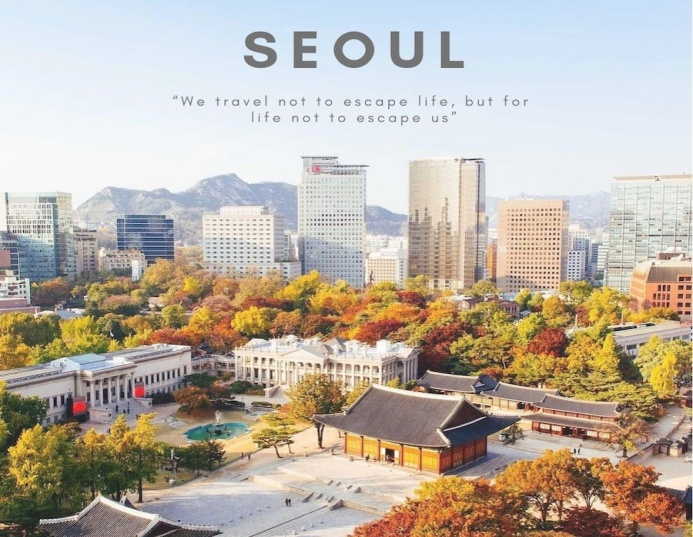 SEOUL
“We travel not to escape life, but for
life not to escape us”